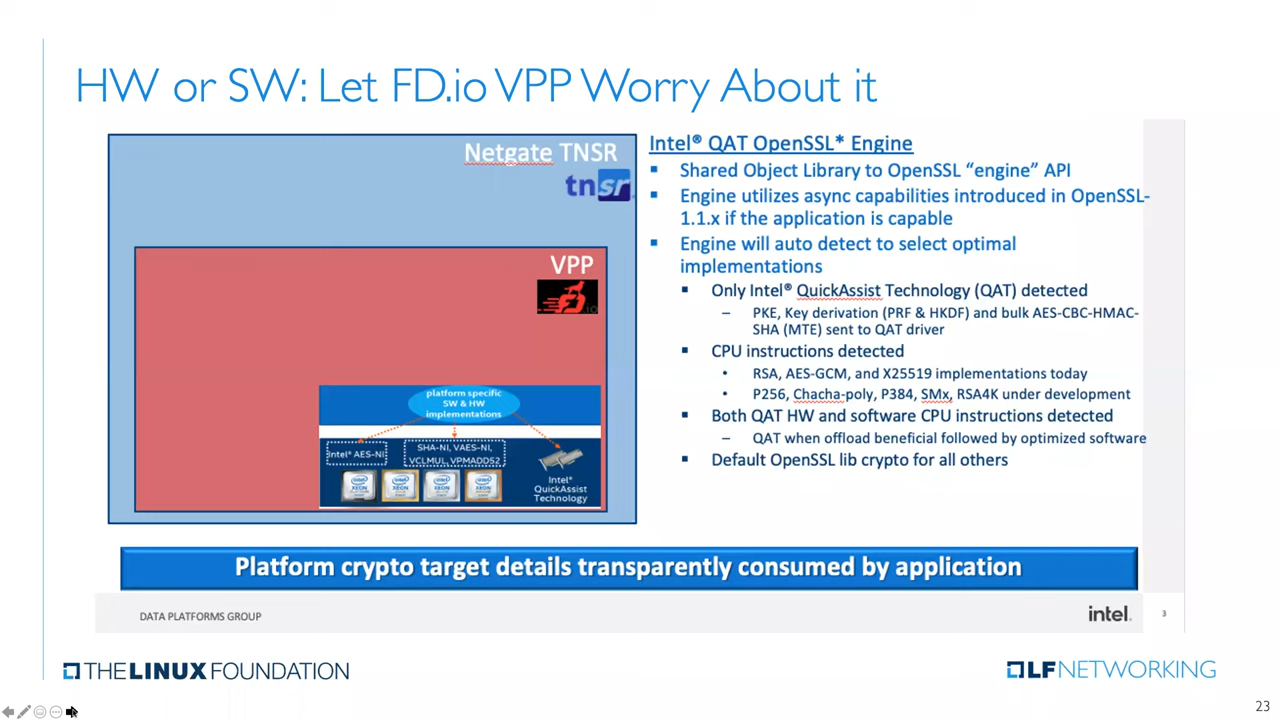 HW or SW: Let FD.io VPP Worry About it
Netgate TNSR
tnsr
VPP
platform specific
SW & HW
implementations
Intel® AES-NI
SHA-NI, VAES-NI,
VCLMUL, VPMADD52
Intel®
QuickAssist
Technology
Intel® QAT OpenSSL* Engine
▪ Shared Object Library to OpenSSL “engine” API
▪ Engine utilizes async capabilities introduced in OpenSSL-
1.1.x if the application is capable
▪ Engine will auto detect to select optimal
implementations
▪ Only Intel® QuickAssist Technology (QAT) detected
– PKE, Key derivation (PRF & HKDF) and bulk AES-CBC-HMAC-
SHA (MTE) sent to QAT driver
▪ CPU instructions detected
• RSA, AES-GCM, and X25519 implementations today
• P256, Chacha-poly, P384, SMx, RSA4K under development
▪ Both QAT HW and software CPU instructions detected
– QAT when offload beneficial followed by optimized software
▪ Default OpenSSL lib crypto for all others
Platform crypto target details transparently consumed by application
DATA PLATFORMS GROUP
intel.
3
THE LINUX FOUNDATION
LF NETWORKING
23